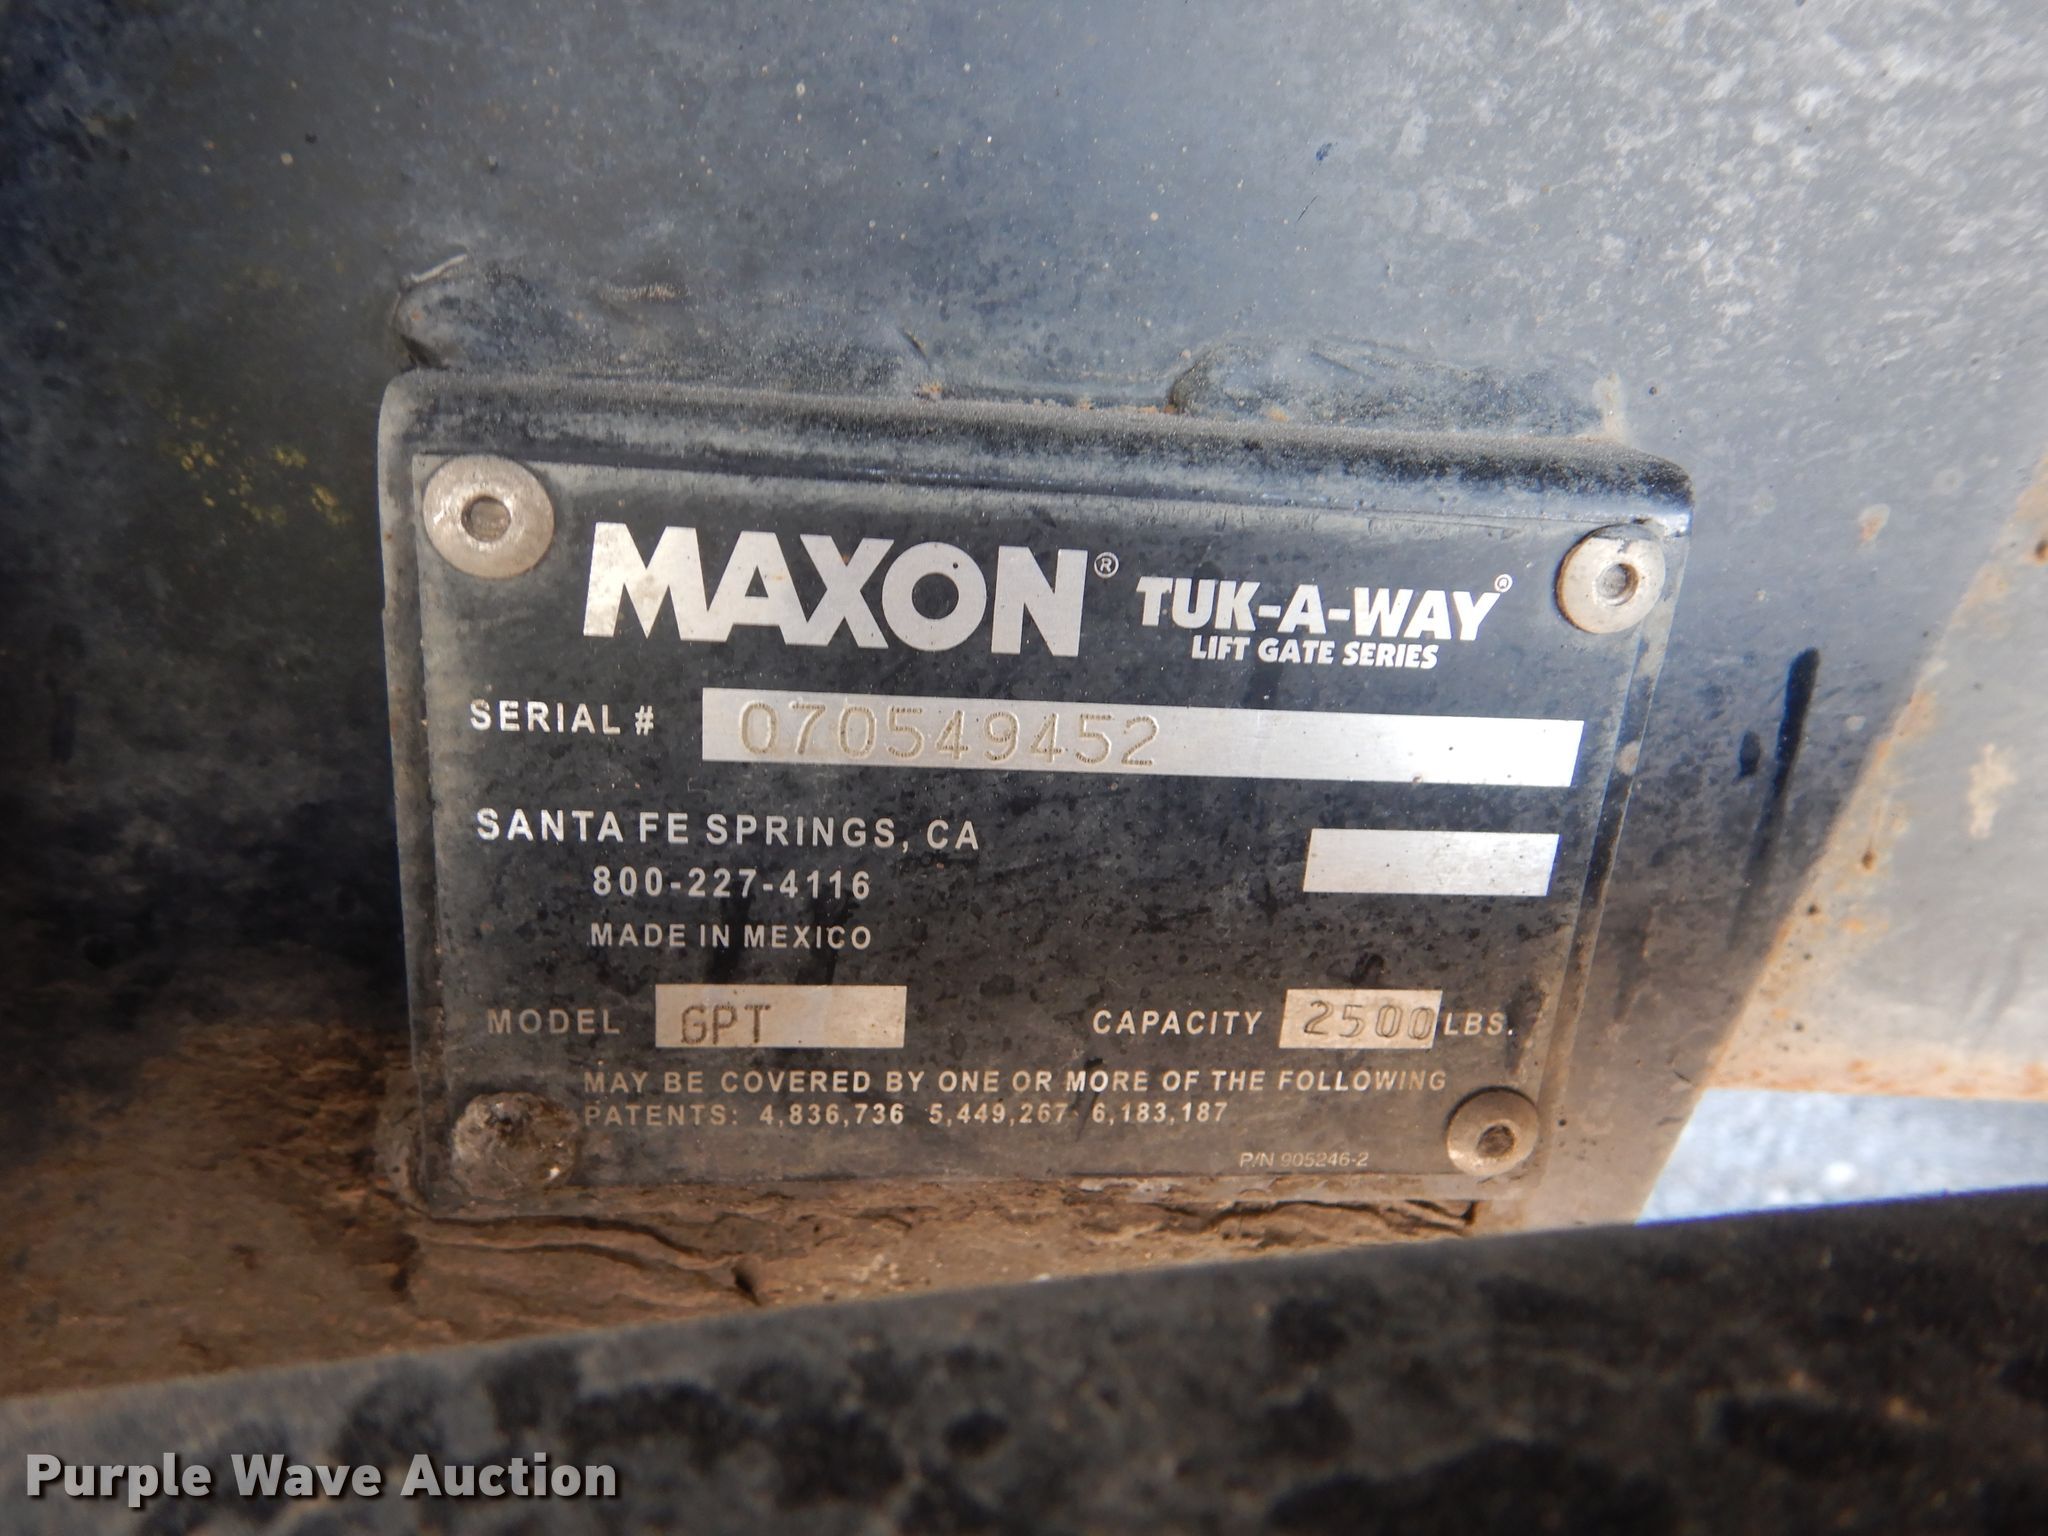 MAXON® TUK-A-WAY®
LIFT GATE SERIES
SERIAL # 070549452
SANTA FE SPRINGS, CA
800-227-4116
MADE IN MEXICO
MODEL GPT CAPACITY 2500 LBS.
MAY BE COVERED BY ONE OR MORE OF THE FOLLOWING
PATENTS: 4,836,736 5,449,267 6,183,187
P/N 905246-2
Purple Wave Auction